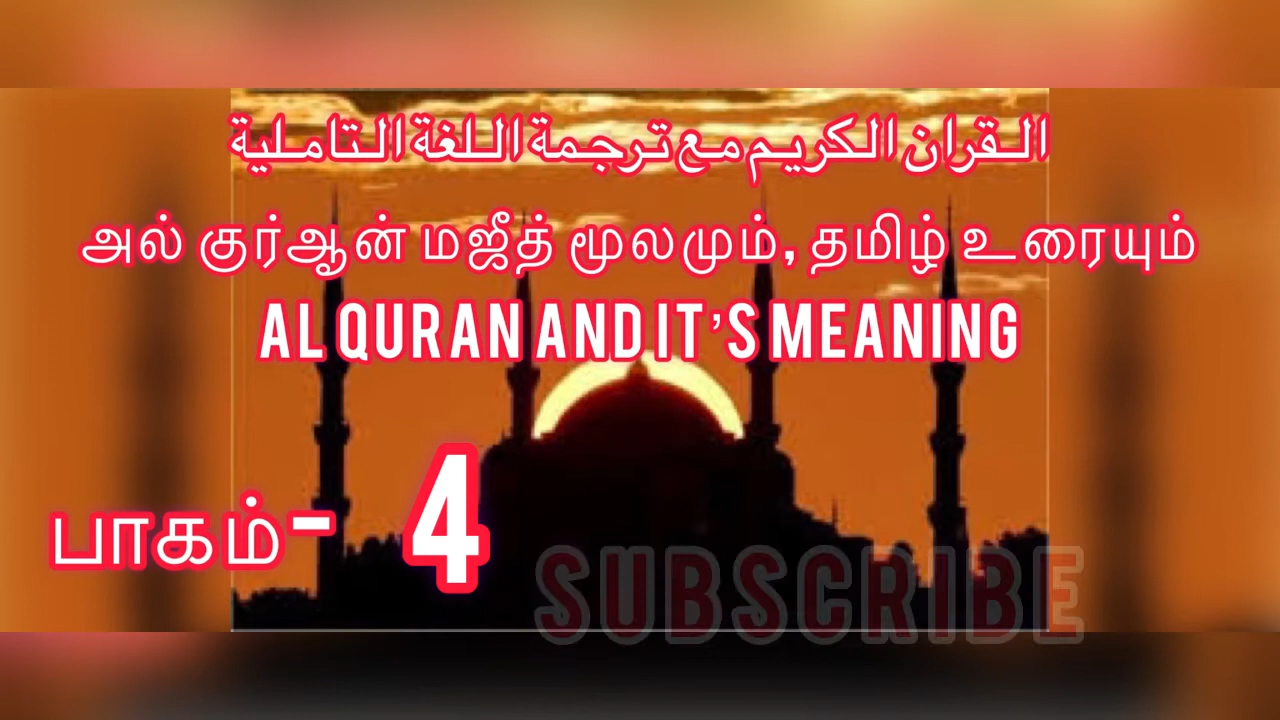 القران الكريم مع ترجمة اللغة التاملية
அல் குர்ஆன் மஜீத் மூலமும், தமிழ் உரையும்
AL QURAN AND IT'S MEANING
பாகம்- 4
SUBSCRIBE